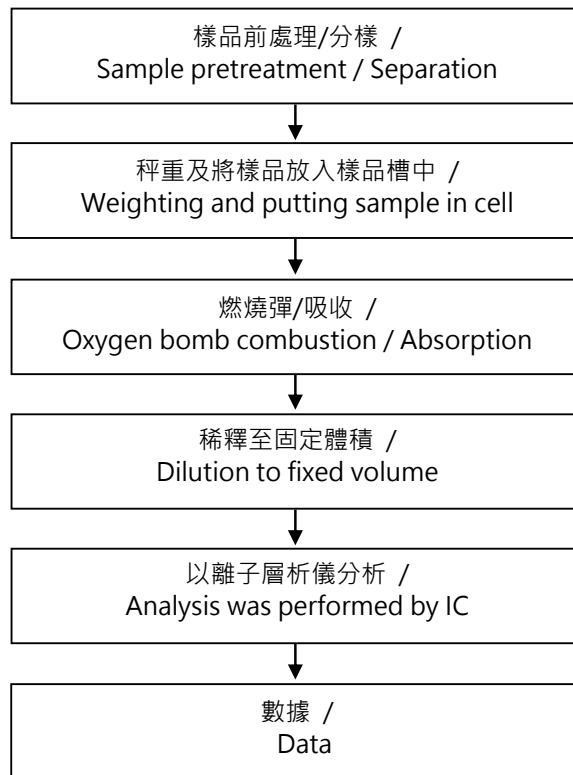 樣品前處理/分樣 /
Sample pretreatment / Separation
秤重及將樣品放入樣品槽中 /
Weighting and putting sample in cell
燃燒彈/吸收 /
Oxygen bomb combustion / Absorption
稀釋至固定體積 /
Dilution to fixed volume
以離子層析儀分析 /
Analysis was performed by IC
數據 /
Data